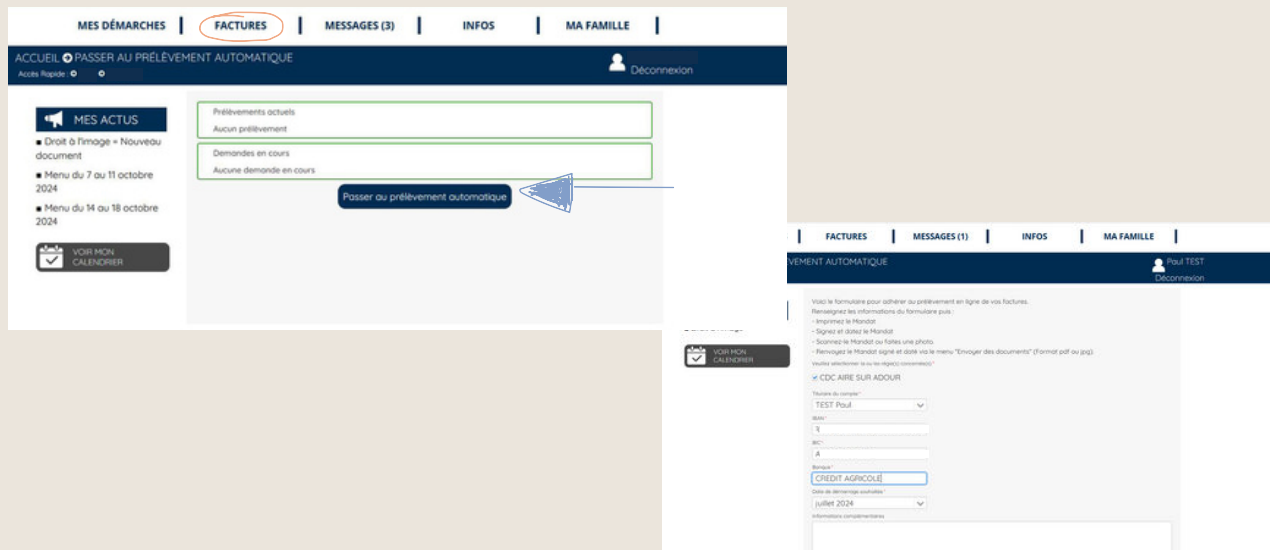 MES DÉMARCHES | FACTURES | MESSAGES (3) | INFOS | MA FAMILLE |
ACCUEIL PASSER AU PRÉLÈVEMENT AUTOMATIQUE
Accès Rapide :
Déconnexion
MES ACTUS
Droit à l'image = Nouveau
document
Menu du 7 au 11 octobre
2024
Menu du 14 au 18 octobre
2024
VOIR MON
CALENDRIER
Prélèvements actuels
Aucun prélèvement
Demandes en cours
Aucune demande en cours
Passer au prélèvement automatique
| FACTURES | MESSAGES (1) | INFOS | MA FAMILLE |
VEMENT AUTOMATIQUE
Paul TEST
Déconnexion
VOIR MON
CALENDRIER
Voici le formulaire pour adhérer au prélèvement en ligne de vos factures.
Renseignez les informations du formulaire puis :
- Imprimez le Mandat
- Signez et datez le Mandat
- Scannez le Mandat ou faites une photo
- Renvoyez le Mandat signé et daté via le menu "Envoyer des documents" (Format pdf ou jpg).
Veuillez sélectionner la ou les régie(s) concernée(s) *
CDC AIRE SUR ADOUR
Titulaire du compte *
TEST Paul
IBAN *
BIC *
A
Banque *
CREDIT AGRICOLE
Date de démarrage souhaitée *
juillet 2024
Informations complémentaires